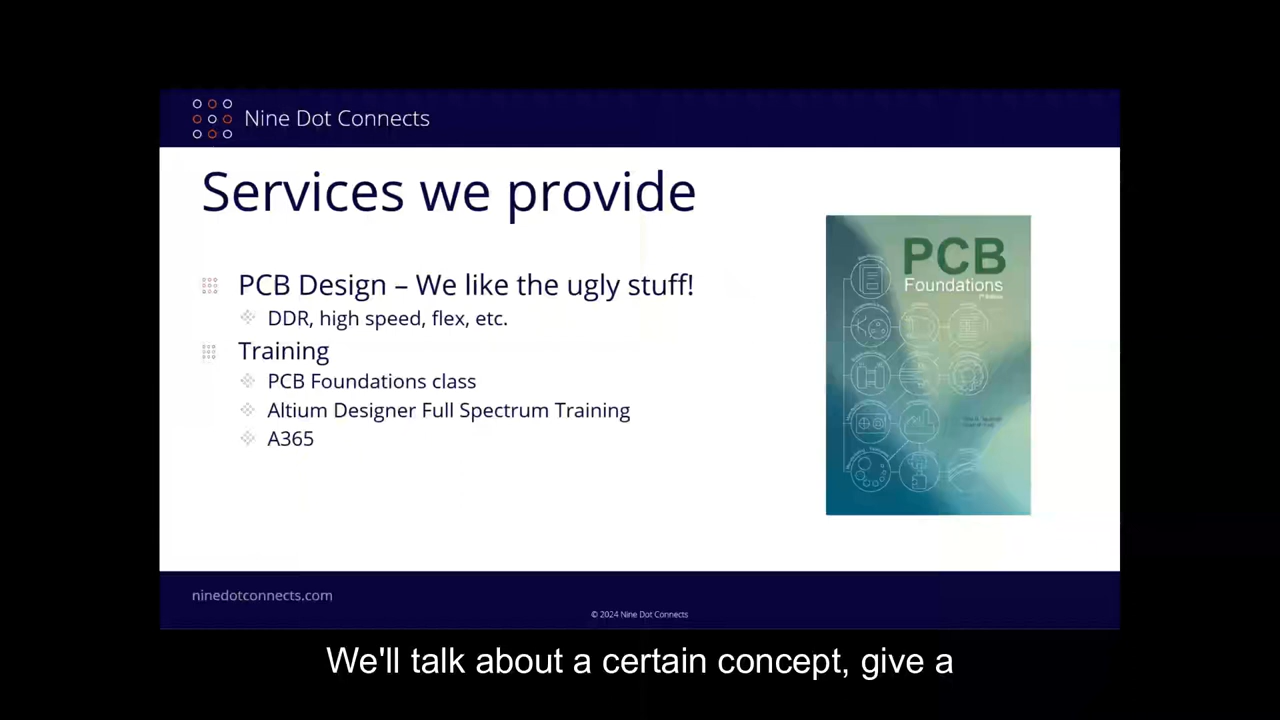 Nine Dot Connects
Services we provide
PCB Design – We like the ugly stuff!
DDR, high speed, flex, etc.
Training
PCB Foundations class
Altium Designer Full Spectrum Training
A365
PCB
Foundations
ninedotconnects.com
© 2024 Nine Dot Connects
We'll talk about a certain concept, give a